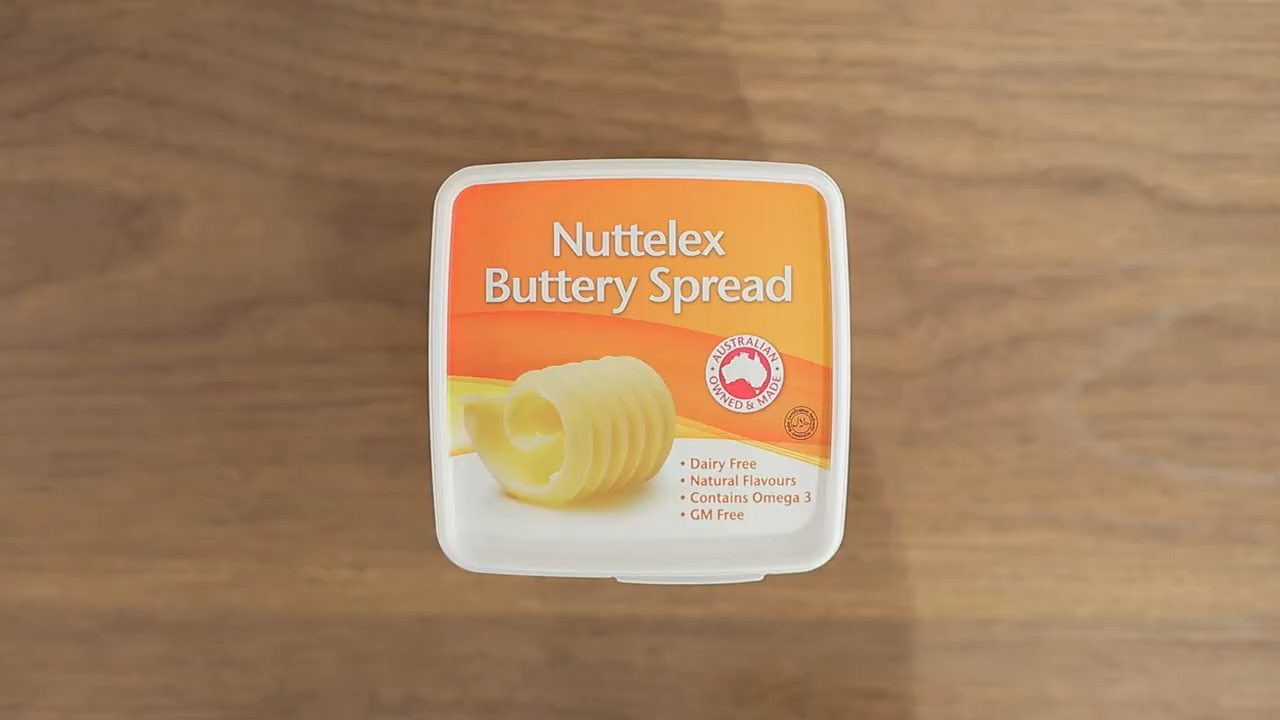 Nuttelex
Buttery Spread
AUSTRALIAN
OWNED & MADE
• Dairy Free
• Natural Flavours
• Contains Omega 3
• GM Free